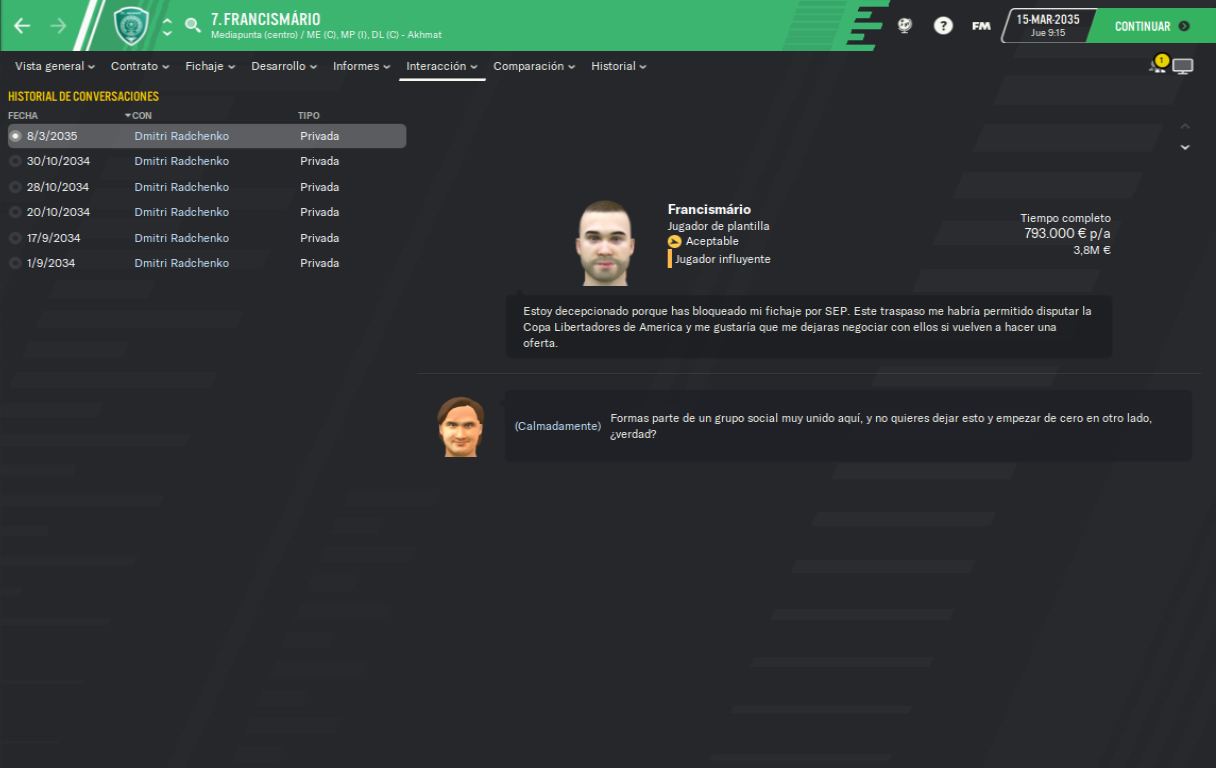 7. FRANCISMÁRIO
Mediapunta (centro) / ME (C), MP (I), DL (C) - Akhmat
?
FM
15-MAR-2035
Jue 9:15
CONTINUAR
Vista general
Contrato
Fichaje
Desarrollo
Informes
Interacción
Comparación
Historial
1
HISTORIAL DE CONVERSACIONES
FECHA CON TIPO
8/3/2035 Dmitri Radchenko Privada
30/10/2034 Dmitri Radchenko Privada
28/10/2034 Dmitri Radchenko Privada
20/10/2034 Dmitri Radchenko Privada
17/9/2034 Dmitri Radchenko Privada
1/9/2034 Dmitri Radchenko Privada
Francismário
Jugador de plantilla
Aceptable
Jugador influyente
Tiempo completo
793.000 € p/a
3,8M €
Estoy decepcionado porque has bloqueado mi fichaje por SEP. Este traspaso me habría permitido disputar la
Copa Libertadores de America y me gustaría que me dejaras negociar con ellos si vuelven a hacer una
oferta.
(Calmadamente)
Formas parte de un grupo social muy unido aquí, y no quieres dejar esto y empezar de cero en otro lado,
¿verdad?